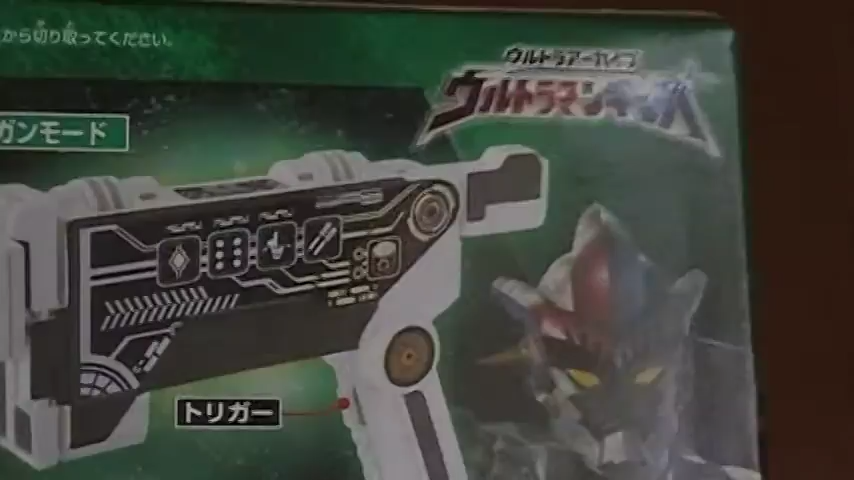 から切り取ってください。
ウルトラアーカイブ
ウルトラマンギンガ
ガンモード
トリガー